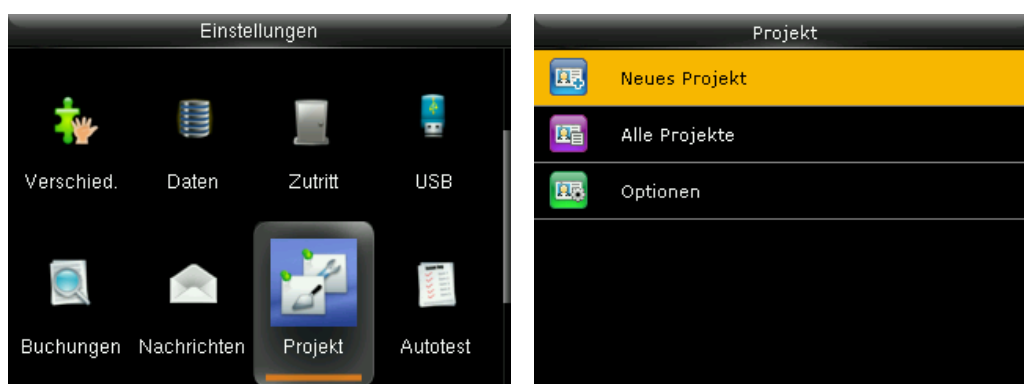 Einstellungen
Verschied. Daten Zutritt USB
Buchungen Nachrichten Projekt Autotest
Projekt
Neues Projekt
Alle Projekte
Optionen